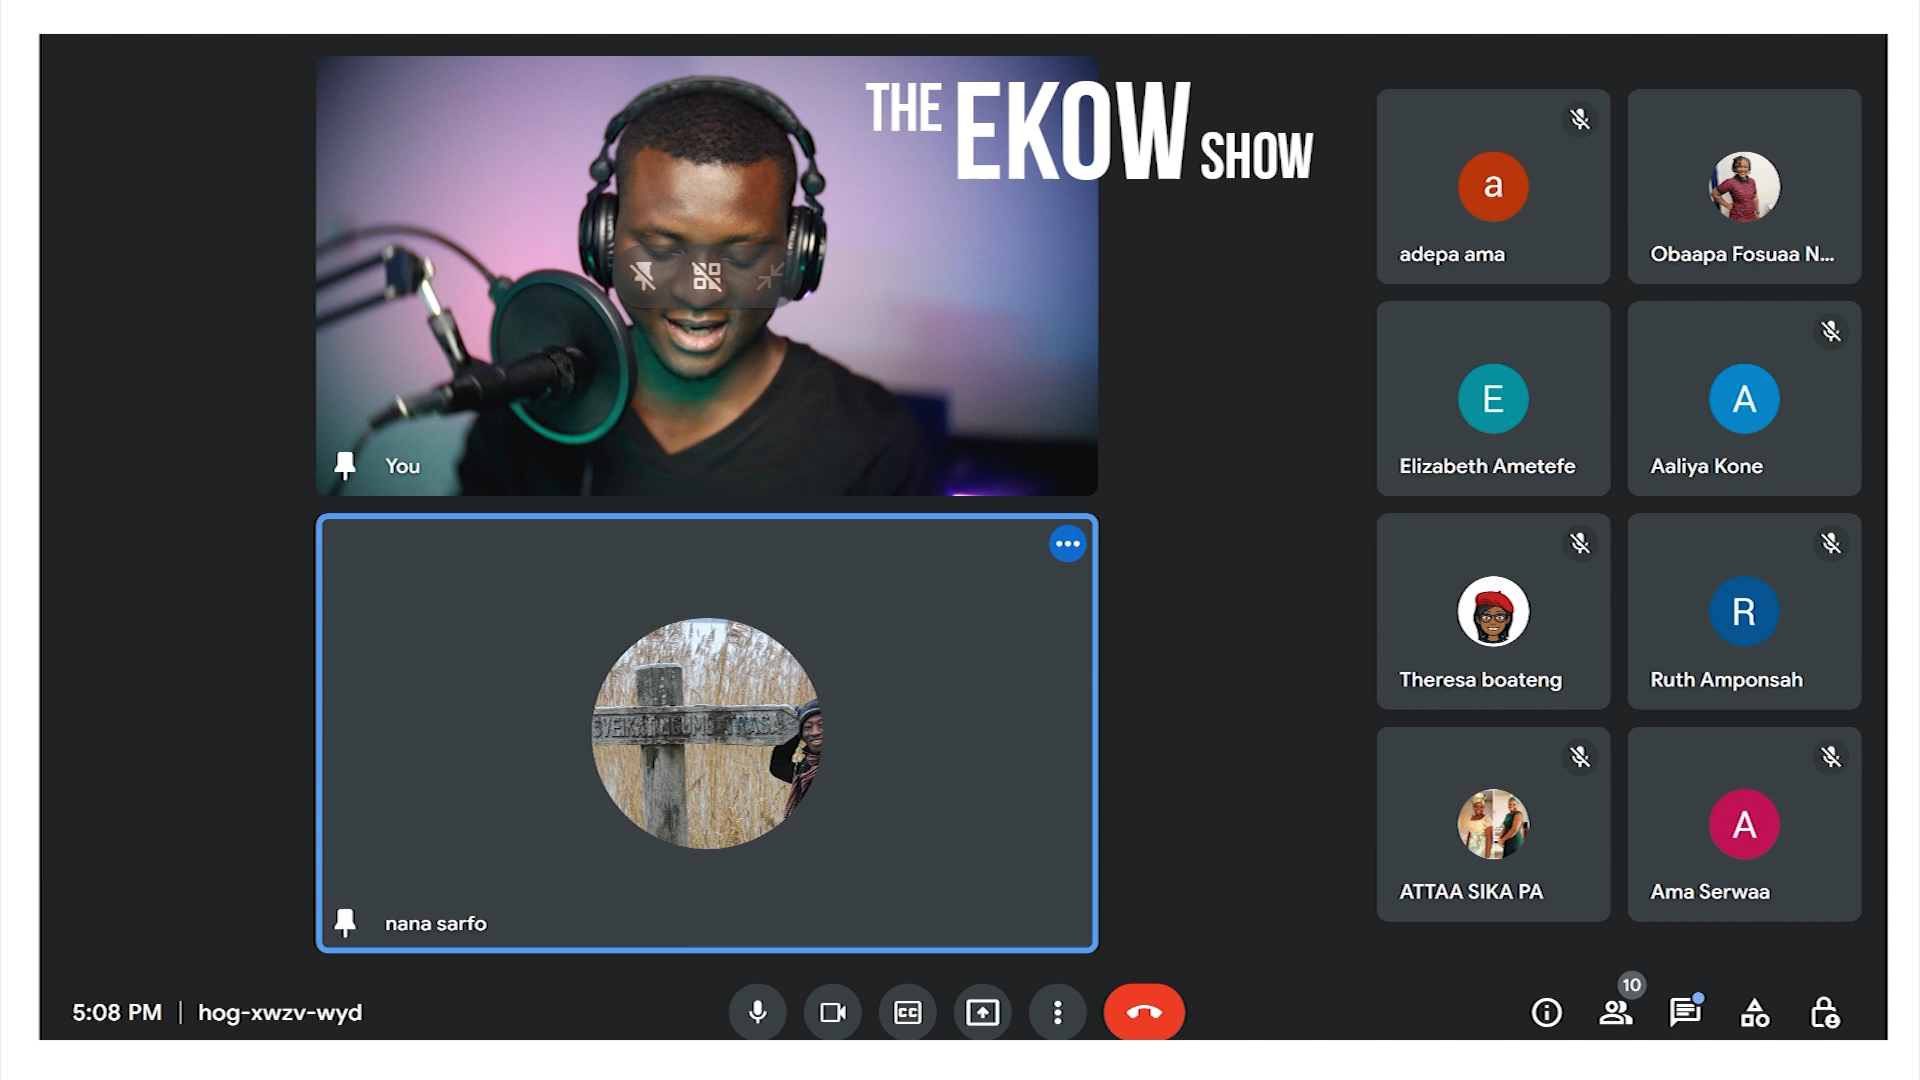 THE EKOW SHOW
You
nana sarfo
a
adepa ama
Obaapa Fosuaa N...
E
Elizabeth Ametefe
A
Aaliya Kone
Theresa boateng
R
Ruth Amponsah
ATTAA SIKA PA
A
Ama Serwaa
5:08 PM | hog-xwzv-wyd
CC
10